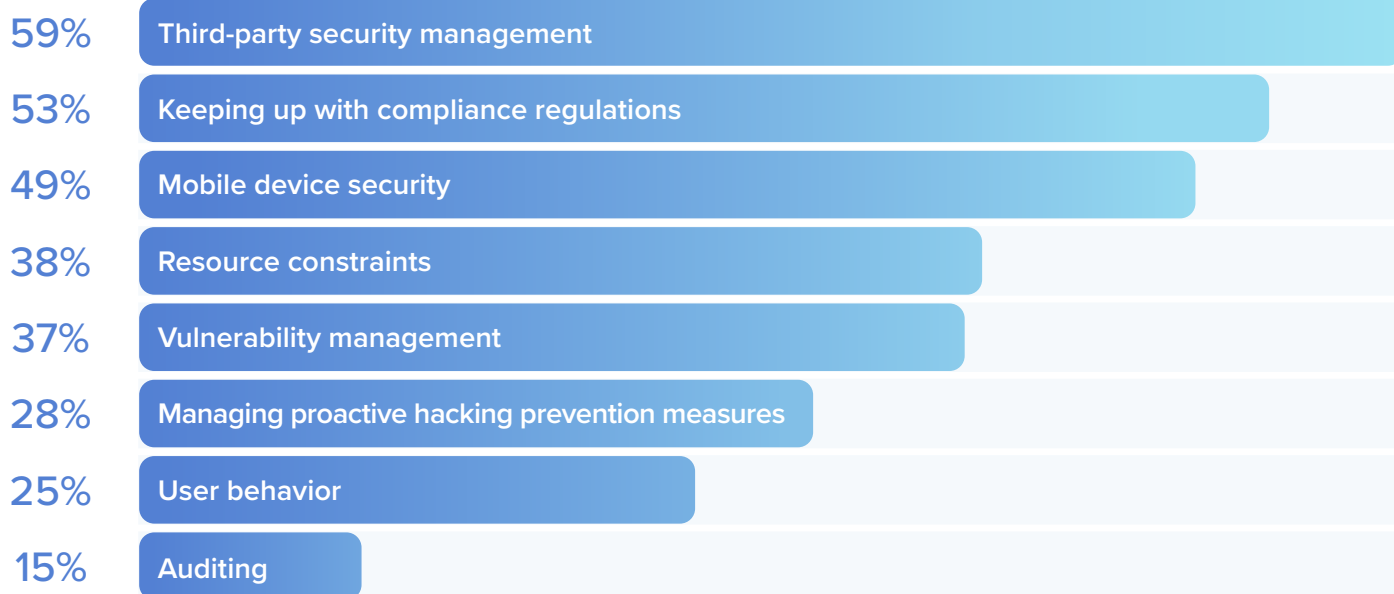 59% Third-party security management
53% Keeping up with compliance regulations
49% Mobile device security
38% Resource constraints
37% Vulnerability management
28% Managing proactive hacking prevention measures
25% User behavior
15% Auditing